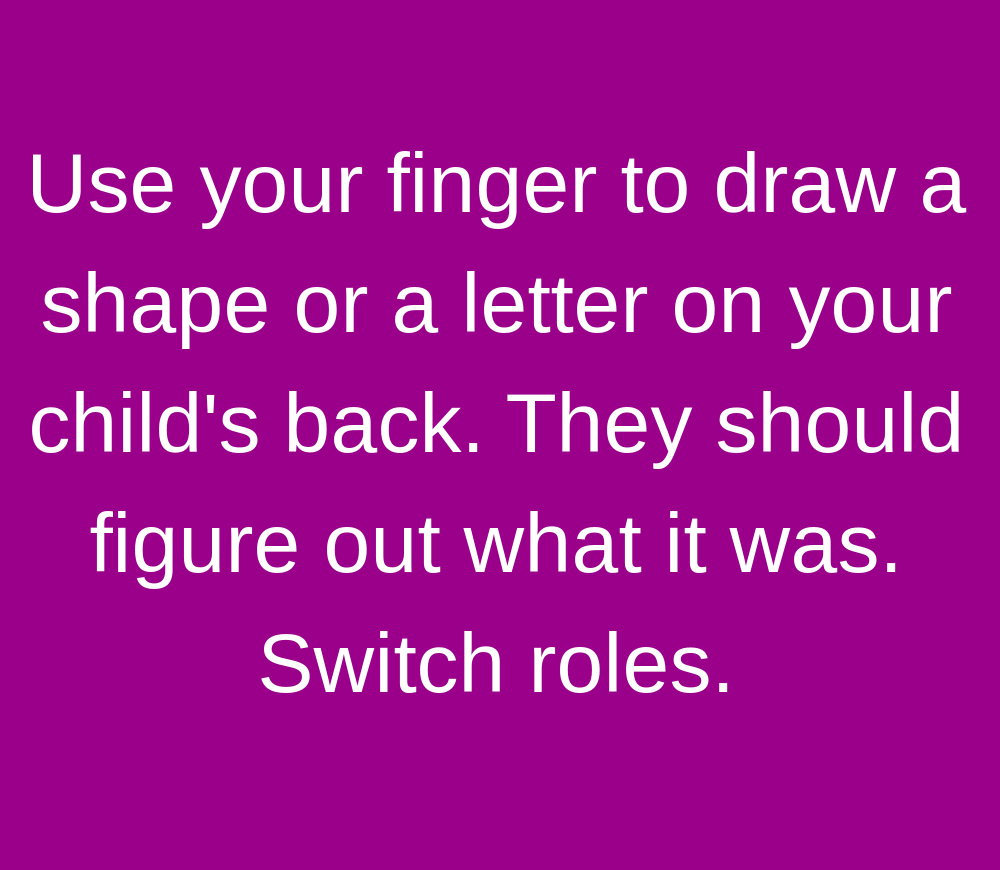 Use your finger to draw a
shape or a letter on your
child's back. They should
figure out what it was.
Switch roles.